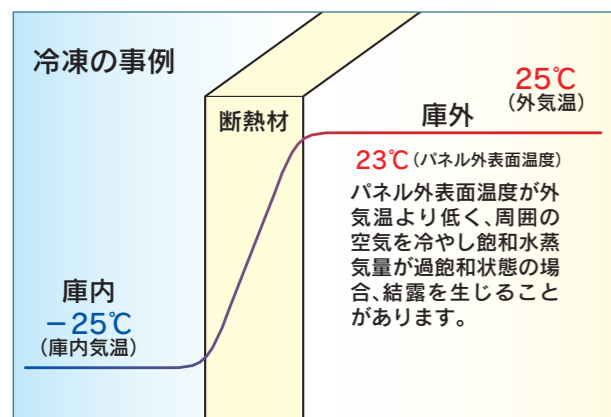 冷凍の事例
25℃
(外気温)
断熱材
庫外
23℃(パネル外表面温度)
パネル外表面温度が外
気温より低く、周囲の
空気を冷やし飽和水蒸
気量が過飽和状態の場
合、結露を生じること
があります。
庫内
−25℃
(庫内気温)